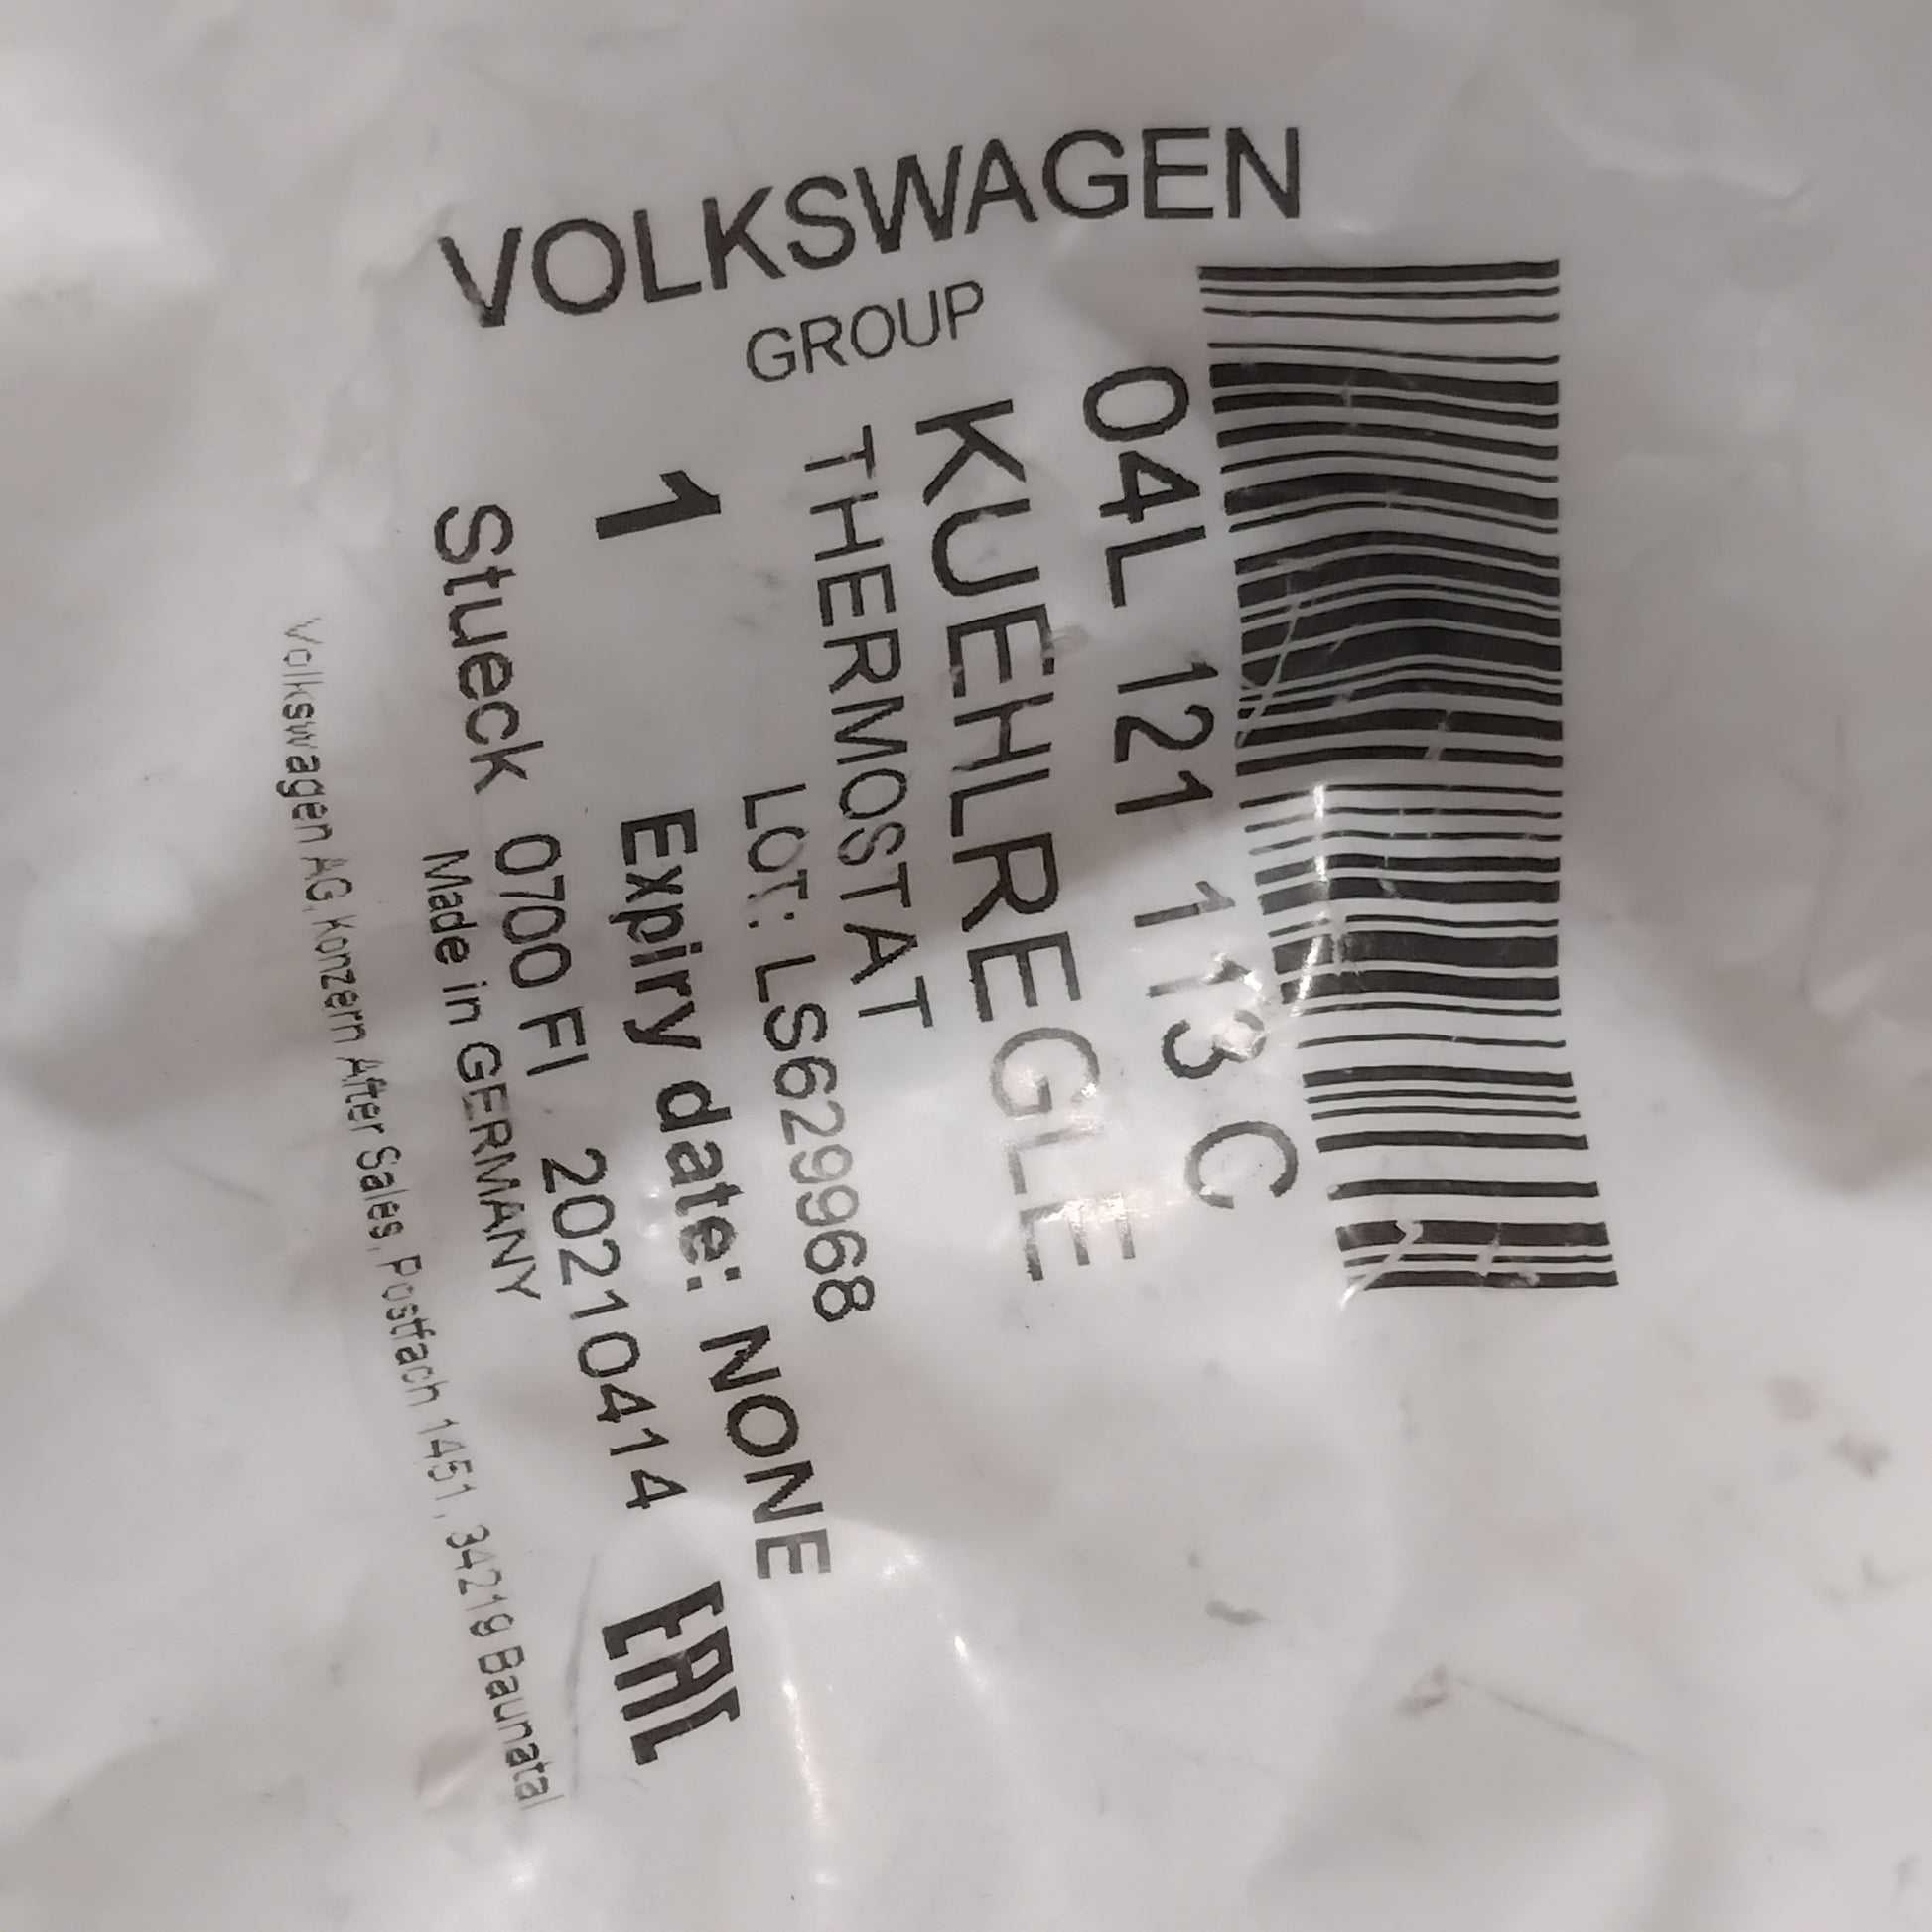 VOLKSWAGEN
GROUP
04L 121 113 C
KUEHLREGLE
THERMOSTAT
LOT: LS629968
1 Expiry date: NONE
Stueck 0700 FI 20210414 EAC
Made in GERMANY
Volkswagen AG, Konzern After Sales, Postfach 1451, 34219 Baunatal